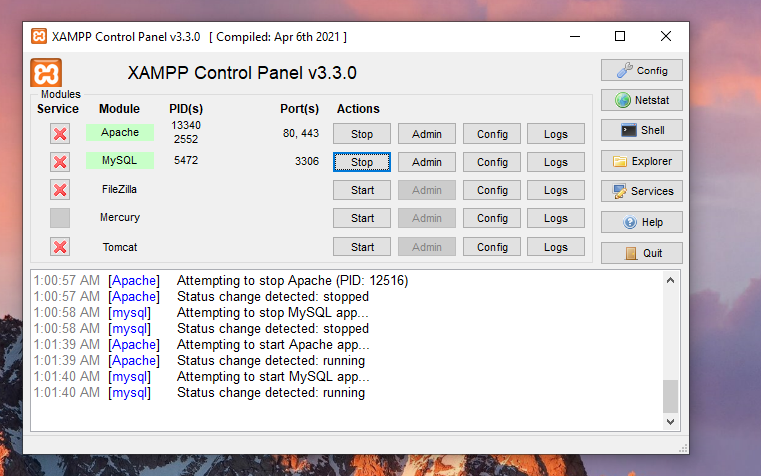 XAMPP Control Panel v3.3.0 [ Compiled: Apr 6th 2021 ]
XAMPP Control Panel v3.3.0
Config
Modules
Service Module PID(s) Port(s) Actions
Netstat
Apache 13340 2552 80, 443 Stop Admin Config Logs
Shell
MySQL 5472 3306 Stop Admin Config Logs
Explorer
FileZilla Start Admin Config Logs
Services
Mercury Start Admin Config Logs
Help
Tomcat Start Admin Config Logs
Quit
1:00:57 AM [Apache] Attempting to stop Apache (PID: 12516)
1:00:57 AM [Apache] Status change detected: stopped
1:00:58 AM [mysql] Attempting to stop MySQL app...
1:00:58 AM [mysql] Status change detected: stopped
1:01:39 AM [Apache] Attempting to start Apache app...
1:01:39 AM [Apache] Status change detected: running
1:01:40 AM [mysql] Attempting to start MySQL app...
1:01:40 AM [mysql] Status change detected: running